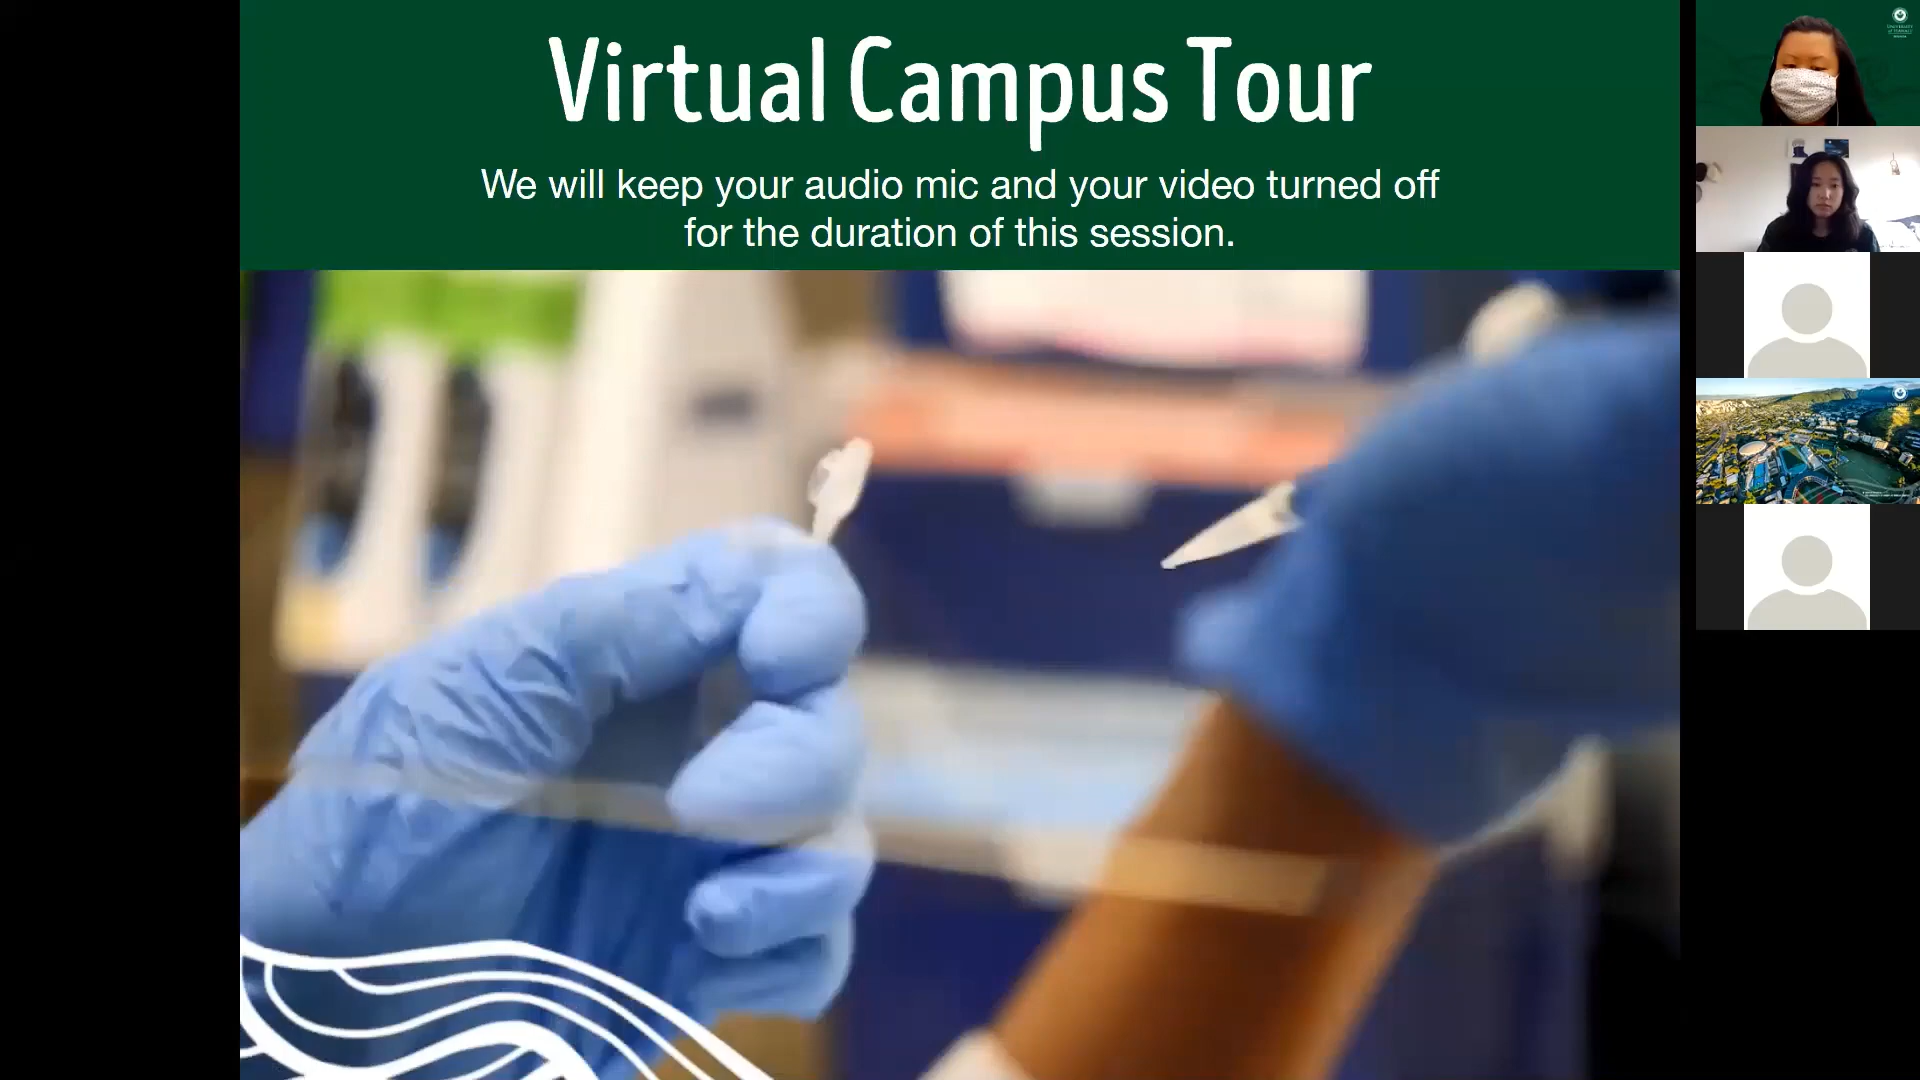 Virtual Campus Tour
We will keep your audio mic and your video turned off
for the duration of this session.